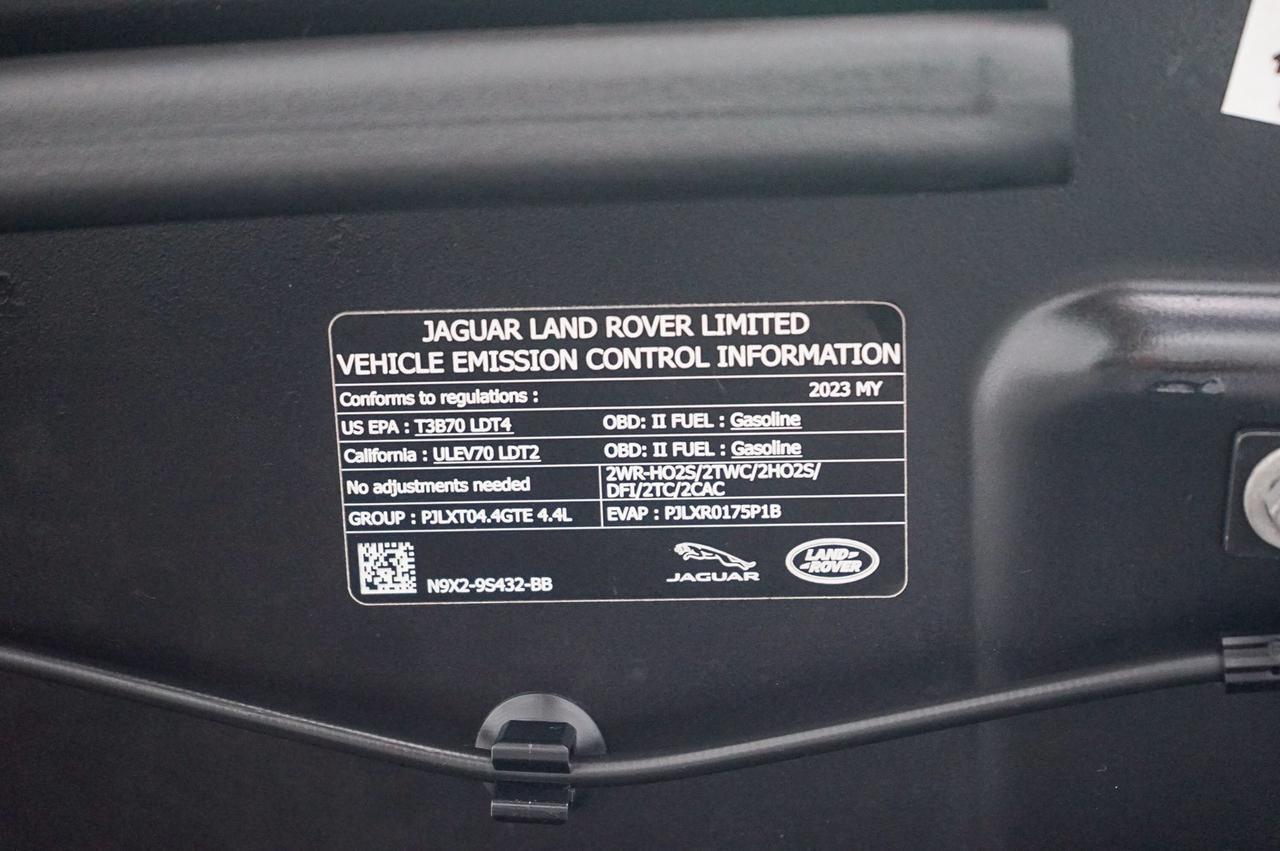 JAGUAR LAND ROVER LIMITED
VEHICLE EMISSION CONTROL INFORMATION
Conforms to regulations : 2023 MY
US EPA : T3B70 LDT4 OBD: II FUEL : Gasoline
California : ULEV70 LDT2 OBD: II FUEL : Gasoline
No adjustments needed 2WR-HO2S/2TWC/2HO2S/
DFI/2TC/2CAC
GROUP : PJLXT04.4GTE 4.4L EVAP : PJLXR0175P1B
N9X2-9S432-BB
JAGUAR
LAND-
-ROVER